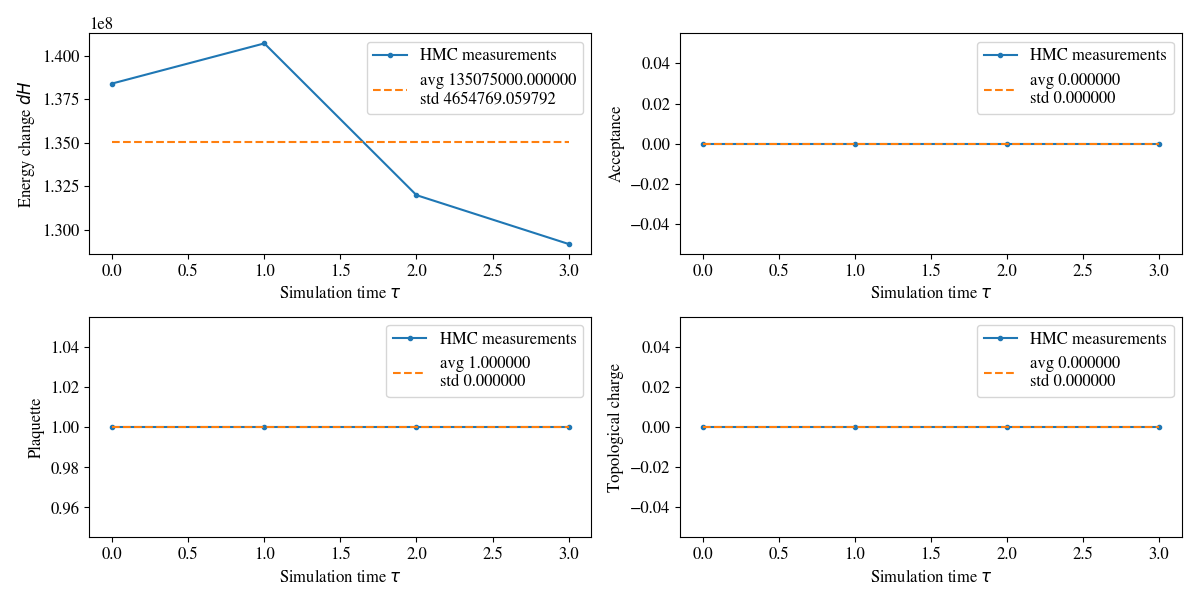 1e8
1.400
1.375
1.350
1.325
1.300
Energy change dH
HMC measurements
avg 135075000.000000
std 4654769.059792
0.0 0.5 1.0 1.5 2.0 2.5 3.0
Simulation time τ
0.04
0.02
0.00
−0.02
−0.04
Acceptance
HMC measurements
avg 0.000000
std 0.000000
0.0 0.5 1.0 1.5 2.0 2.5 3.0
Simulation time τ
1.04
1.02
1.00
0.98
0.96
Plaquette
HMC measurements
avg 1.000000
std 0.000000
0.0 0.5 1.0 1.5 2.0 2.5 3.0
Simulation time τ
0.04
0.02
0.00
−0.02
−0.04
Topological charge
HMC measurements
avg 0.000000
std 0.000000
0.0 0.5 1.0 1.5 2.0 2.5 3.0
Simulation time τ